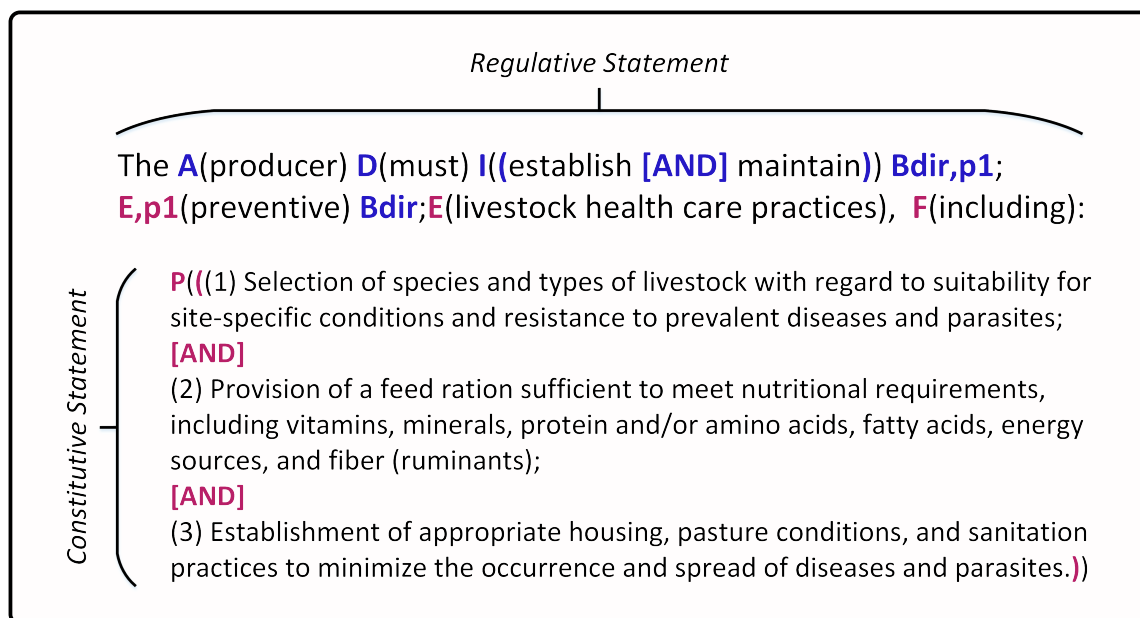 Regulative Statement
The A(producer) D(must) I((establish [AND] maintain)) Bdir,p1;
E,p1(preventive) Bdir;E(livestock health care practices), F(including):
Constitutive Statement
P(((1) Selection of species and types of livestock with regard to suitability for
site-specific conditions and resistance to prevalent diseases and parasites;
[AND]
(2) Provision of a feed ration sufficient to meet nutritional requirements,
including vitamins, minerals, protein and/or amino acids, fatty acids, energy
sources, and fiber (ruminants);
[AND]
(3) Establishment of appropriate housing, pasture conditions, and sanitation
practices to minimize the occurrence and spread of diseases and parasites.))